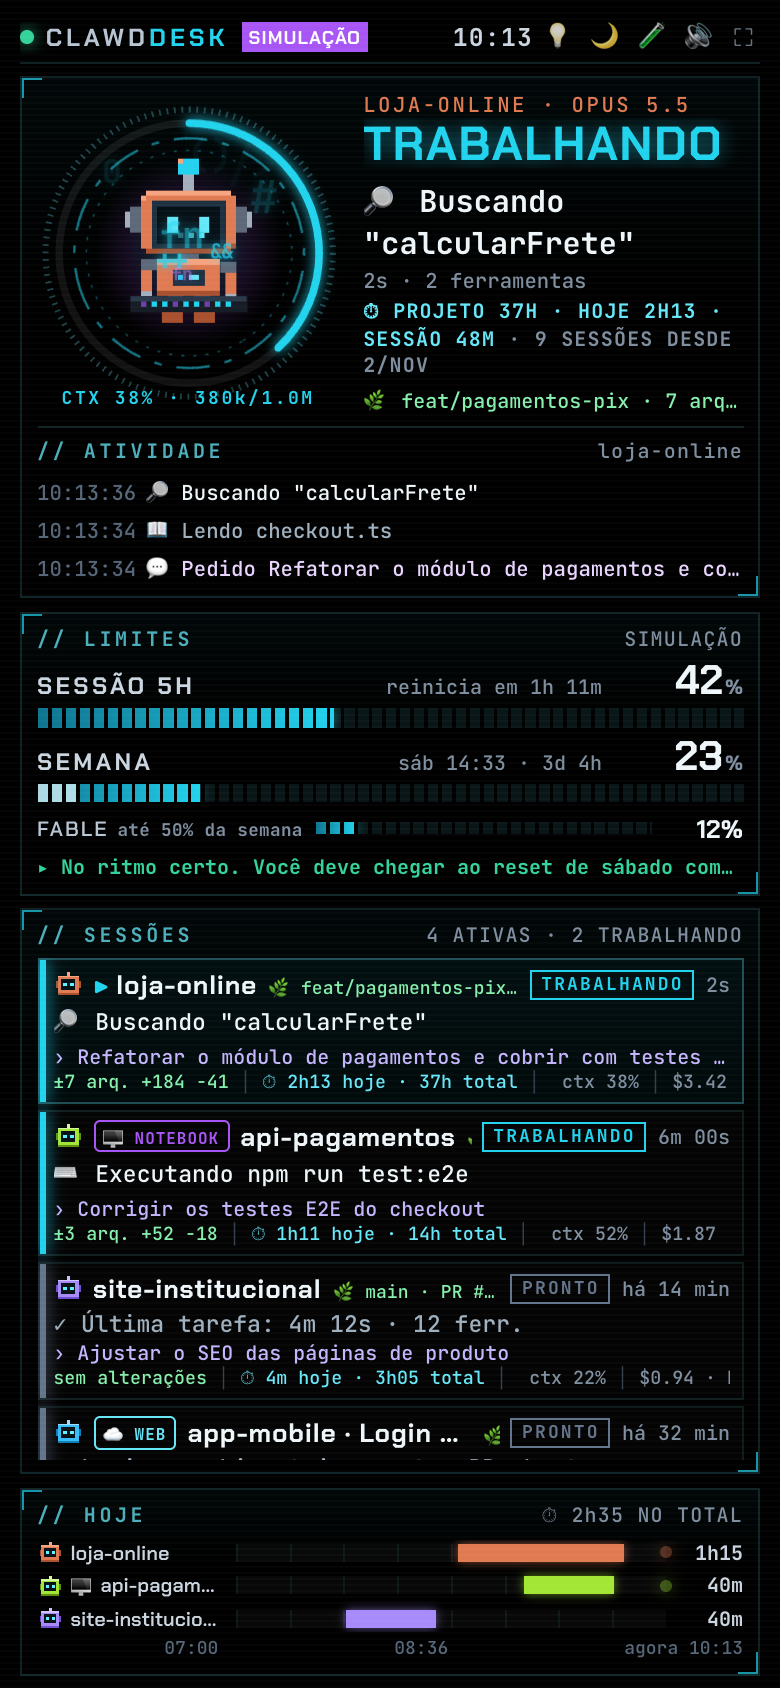 CLAWDDESK SIMULAÇÃO 10:13
LOJA-ONLINE · OPUS 5.5
TRABALHANDO
Buscando
"calcularFrete"
2s · 2 ferramentas
⏱ PROJETO 37H · HOJE 2H13 ·
SESSÃO 48M · 9 SESSÕES DESDE
2/NOV
feat/pagamentos-pix · 7 arq…
# fn && fn
CTX 38% · 380k/1.0M
// ATIVIDADE loja-online
10:13:36 Buscando "calcularFrete"
10:13:34 Lendo checkout.ts
10:13:34 Pedido Refatorar o módulo de pagamentos e co…
// LIMITES SIMULAÇÃO
SESSÃO 5H reinicia em 1h 11m 42%
SEMANA sáb 14:33 · 3d 4h 23%
FABLE até 50% da semana 12%
▸ No ritmo certo. Você deve chegar ao reset de sábado com…
// SESSÕES 4 ATIVAS · 2 TRABALHANDO
▶ loja-online feat/pagamentos-pix… TRABALHANDO 2s
Buscando "calcularFrete"
› Refatorar o módulo de pagamentos e cobrir com testes …
±7 arq. +184 -41 ⏱ 2h13 hoje · 37h total ctx 38% $3.42
NOTEBOOK api-pagamentos TRABALHANDO 6m 00s
Executando npm run test:e2e
› Corrigir os testes E2E do checkout
±3 arq. +52 -18 ⏱ 1h11 hoje · 14h total ctx 52% $1.87
site-institucional main · PR #… PRONTO há 14 min
✓ Última tarefa: 4m 12s · 12 ferr.
› Ajustar o SEO das páginas de produto
sem alterações ⏱ 4m hoje · 3h05 total ctx 22% $0.94 ·
WEB app-mobile · Login … PRONTO há 32 min
// HOJE ⏱ 2h35 NO TOTAL
loja-online 1h15
api-pagam… 40m
site-institucio… 40m
07:00 08:36 agora 10:13